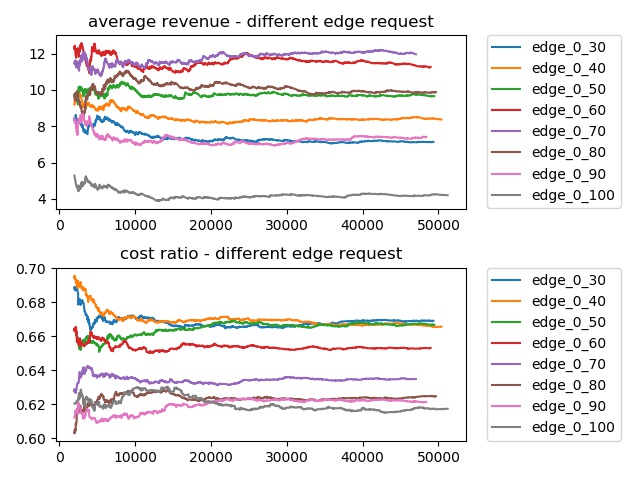 average revenue - different edge request
12
10
8
6
4
0
10000
20000
30000
40000
50000
edge_0_30
edge_0_40
edge_0_50
edge_0_60
edge_0_70
edge_0_80
edge_0_90
edge_0_100
cost ratio - different edge request
0.70
0.68
0.66
0.64
0.62
0.60
0
10000
20000
30000
40000
50000
edge_0_30
edge_0_40
edge_0_50
edge_0_60
edge_0_70
edge_0_80
edge_0_90
edge_0_100